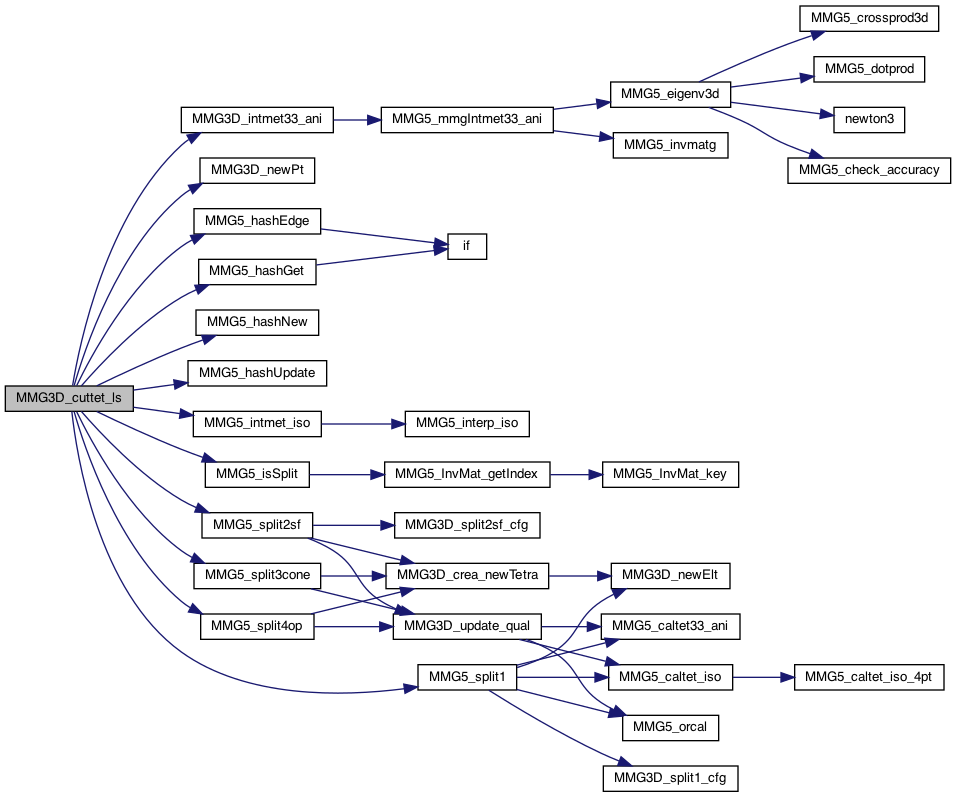 MMG5_crossprod3d
MMG5_dotprod
MMG5_eigenv3d
MMG3D_intmet33_ani
MMG5_mmgIntmet33_ani
newton3
MMG5_invmatg
MMG3D_newPt
MMG5_check_accuracy
MMG5_hashEdge
if
MMG5_hashGet
MMG5_hashNew
MMG5_hashUpdate
MMG3D_cuttet_ls
MMG5_intmet_iso
MMG5_interp_iso
MMG5_isSplit
MMG5_InvMat_getIndex
MMG5_InvMat_key
MMG5_split2sf
MMG3D_split2sf_cfg
MMG5_split3cone
MMG3D_crea_newTetra
MMG3D_newElt
MMG5_split4op
MMG3D_update_qual
MMG5_caltet33_ani
MMG5_split1
MMG5_caltet_iso
MMG5_caltet_iso_4pt
MMG5_orcal
MMG3D_split1_cfg